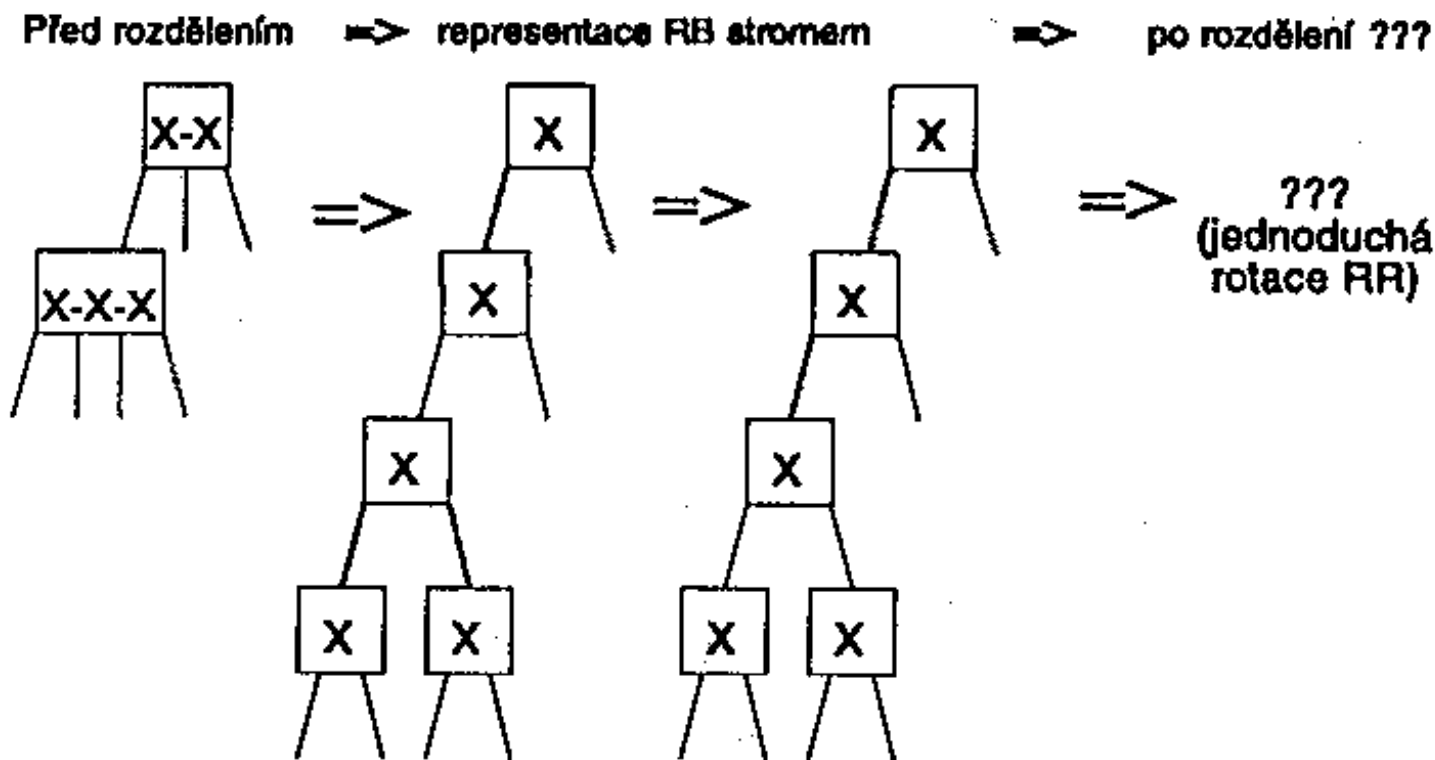 Před rozdělením => representace RB stromem => po rozdělení ???
X-X
X
X
=>
=>
=>
???
(jednoduchá
rotace RR)
X-X-X
X
X
X
X
X
X
X
X